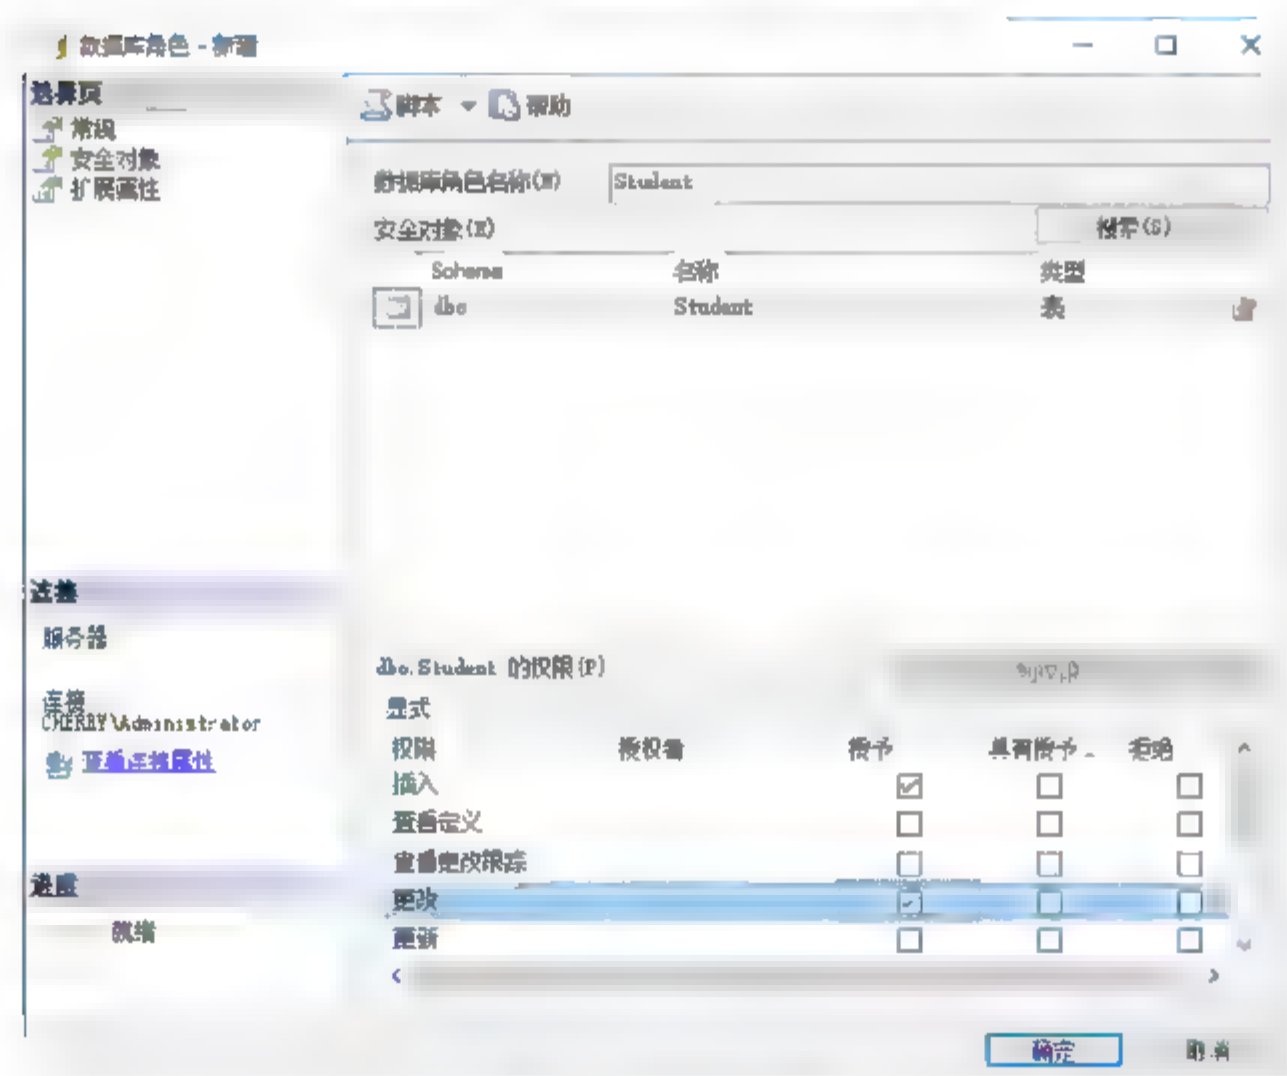 数据库角色 - 新建
选择页
常规
安全对象
扩展属性
脚本 帮助
数据库角色名称(N) Student
安全对象(E) 搜索(S)
Schema 名称 类型
dbo Student 表
连接
服务器
连接
CHERRY\Administrator
查看连接属性
进度
就绪
dbo.Student 的权限(P)
显式
权限 授权者 授予 具有授予 拒绝
插入
查看定义
查看更改跟踪
更改
更新
确定 取消